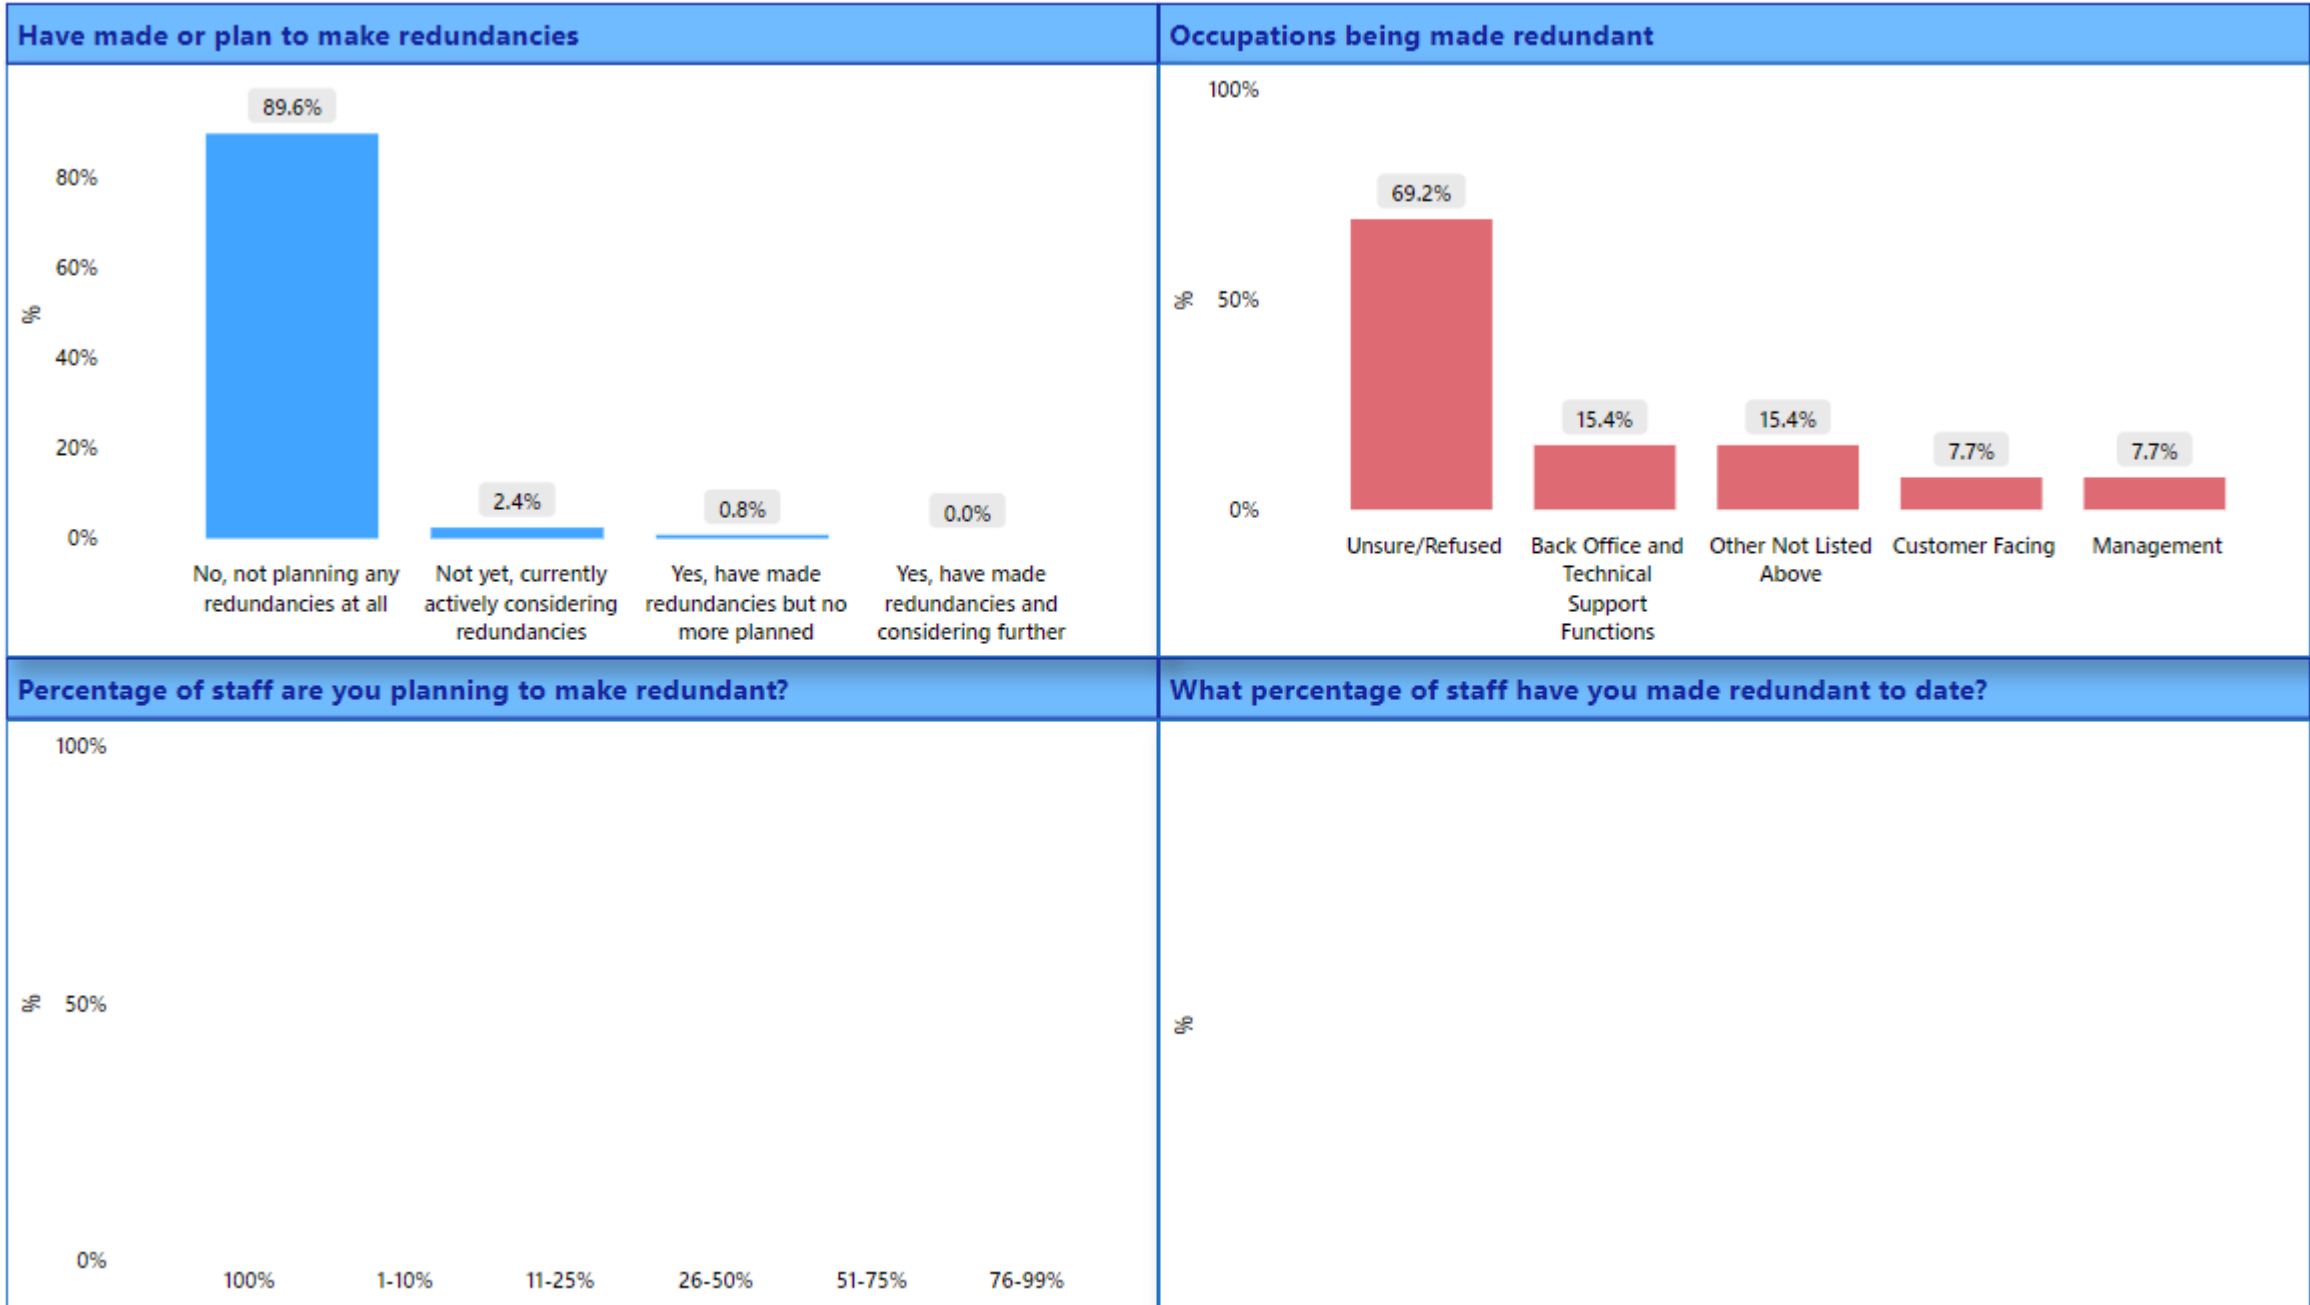 Have made or plan to make redundancies
89.6%
80%
60%
%
40%
20%
2.4%
0.8%
0.0%
0%
No, not planning any
redundancies at all
Not yet, currently
actively considering
redundancies
Yes, have made
redundancies but no
more planned
Yes, have made
redundancies and
considering further
Occupations being made redundant
100%
69.2%
% 50%
15.4%
15.4%
7.7%
7.7%
0%
Unsure/Refused
Back Office and
Technical
Support
Functions
Other Not Listed
Above
Customer Facing
Management
Percentage of staff are you planning to make redundant?
100%
% 50%
0%
100% 1-10% 11-25% 26-50% 51-75% 76-99%
What percentage of staff have you made redundant to date?
%